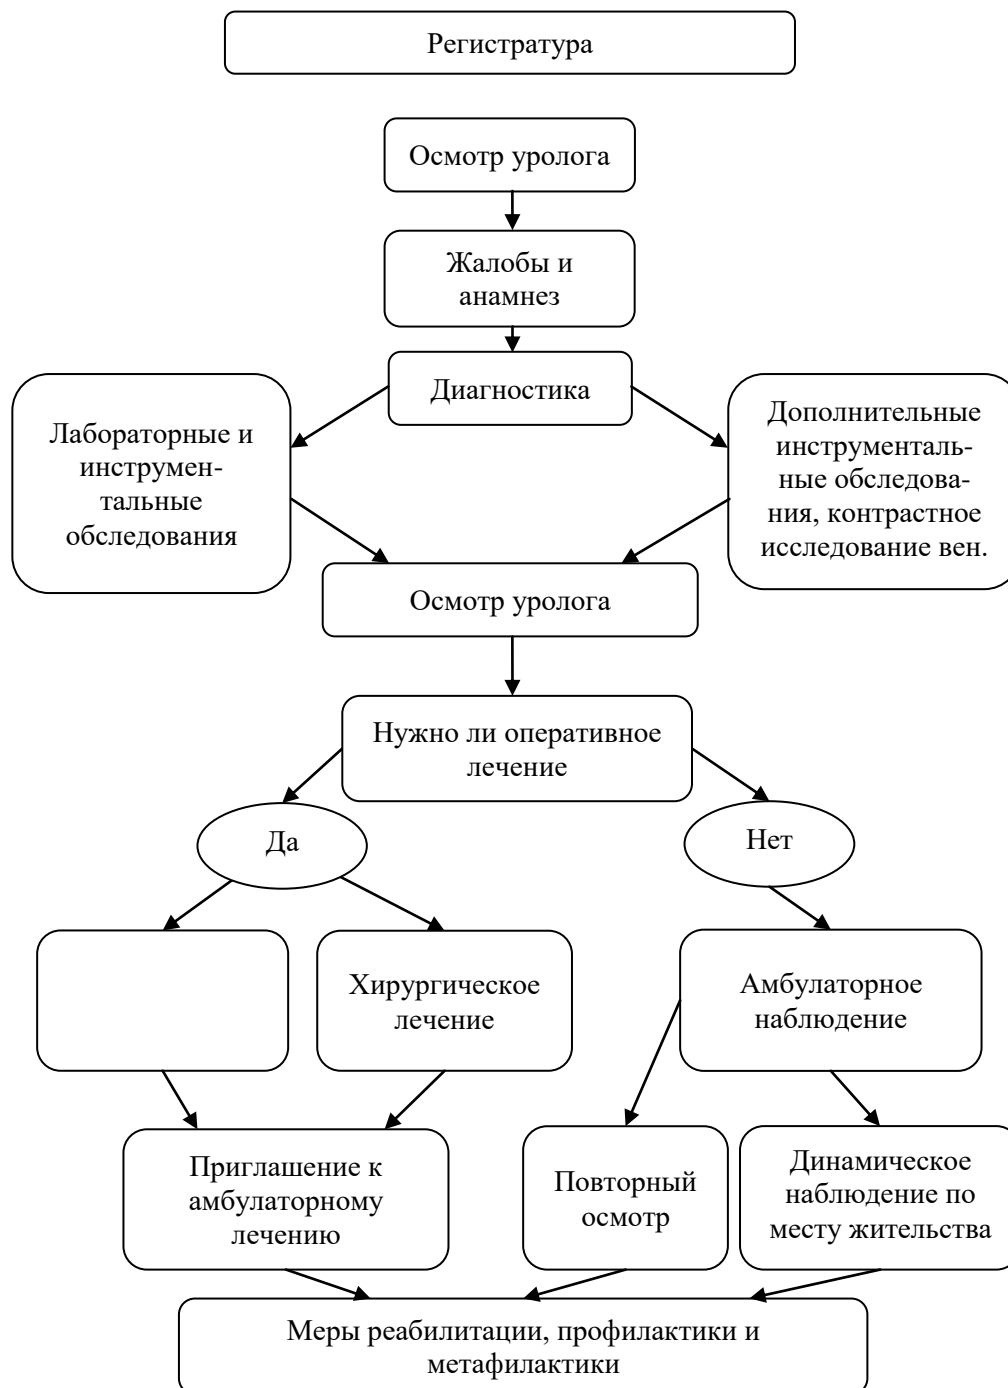 Регистратура
Осмотр уролога
Жалобы и
анамнез
Диагностика
Лабораторные и
инструмен-
тальные
обследования
Дополнительные
инструменталь-
ные обследова-
ния, контрастное
исследование вен.
Осмотр уролога
Нужно ли оперативное
лечение
Да
Нет
Хирургическое
лечение
Амбулаторное
наблюдение
Приглашение к
амбулаторному
лечению
Повторный
осмотр
Динамическое
наблюдение по
месту жительства
Меры реабилитации, профилактики и
метафилактики